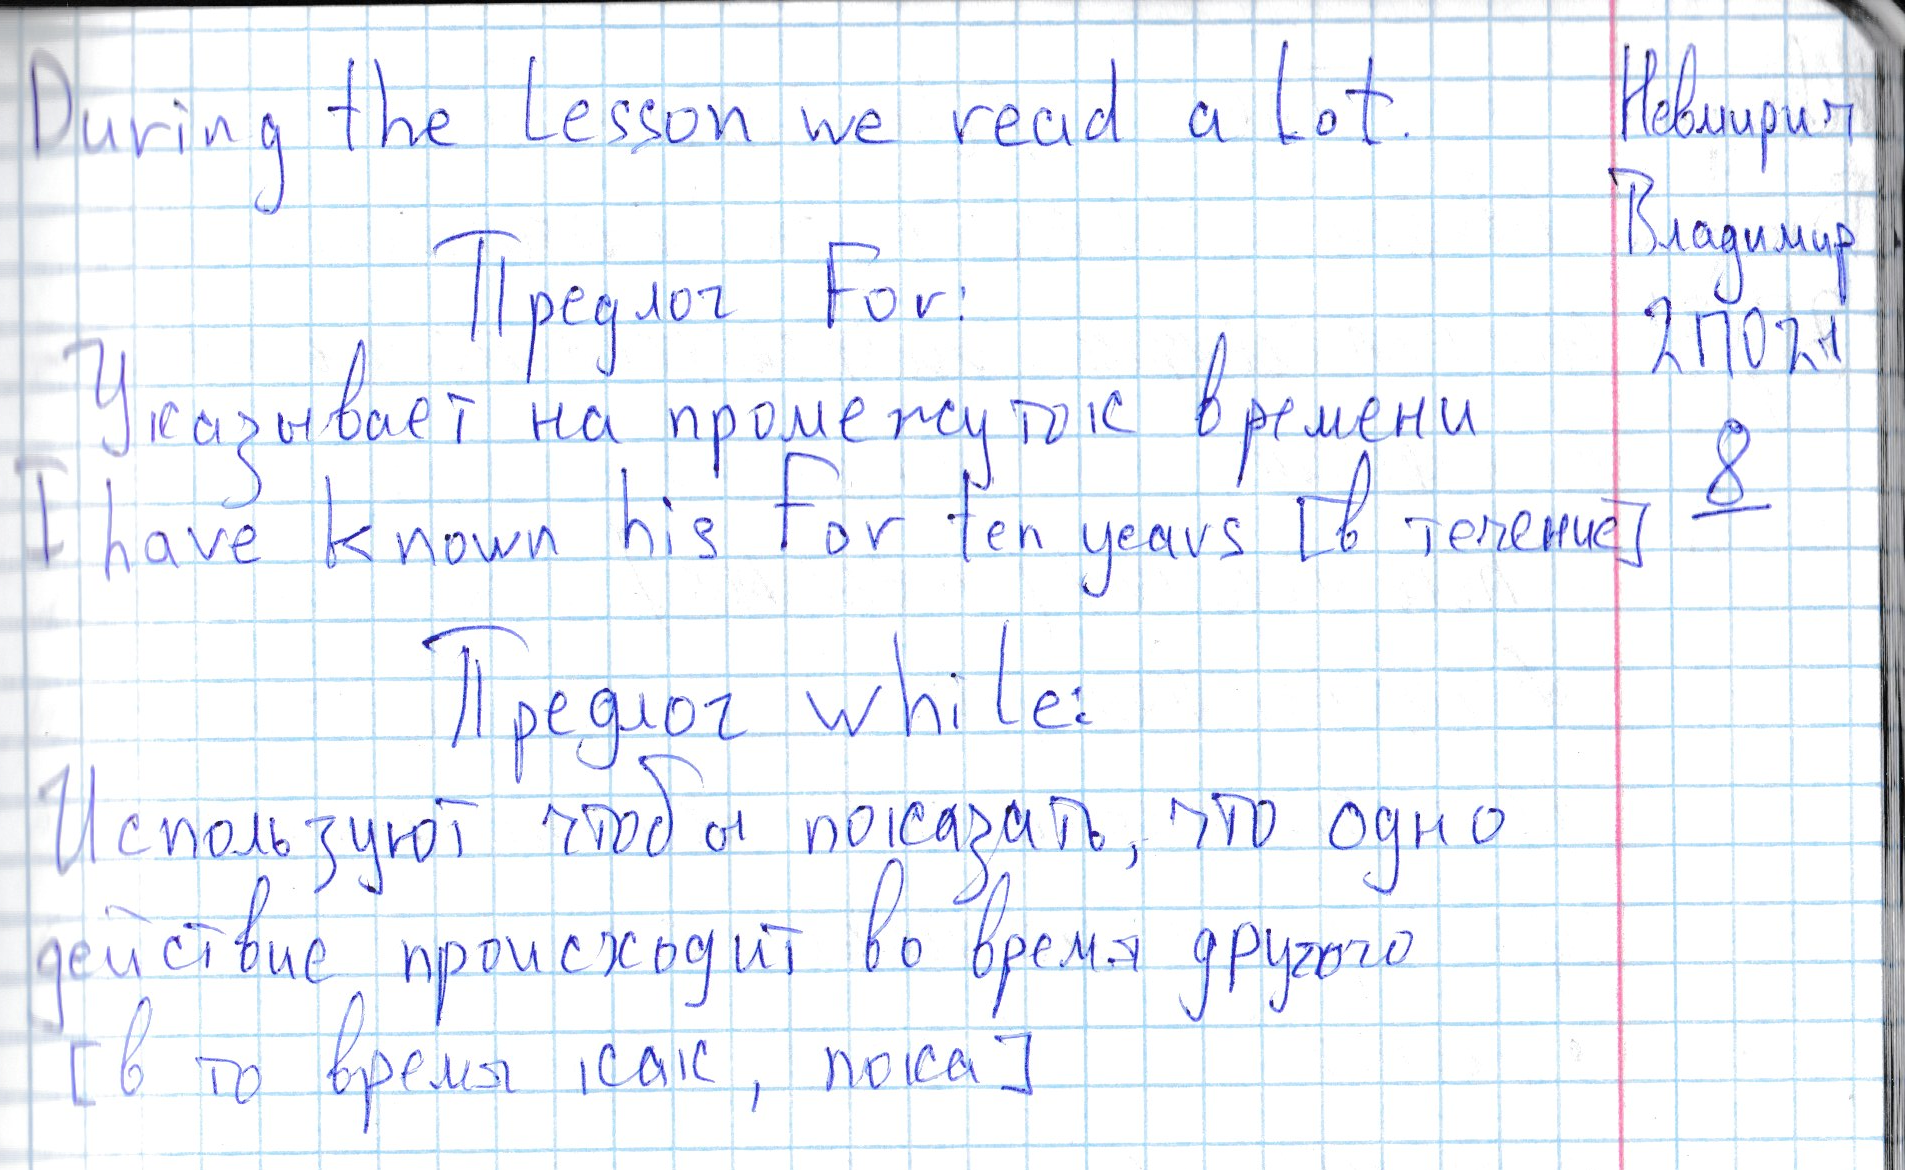 During the lesson we read a lot.
Предлог For:
Указывает на промежуток времени
I have known his for ten years [в течение]
Предлог while:
Используют чтобы показать, что одно
действие происходит во время другого
[в то время как, пока]
Невмирич
Владимир
2ПО21
8